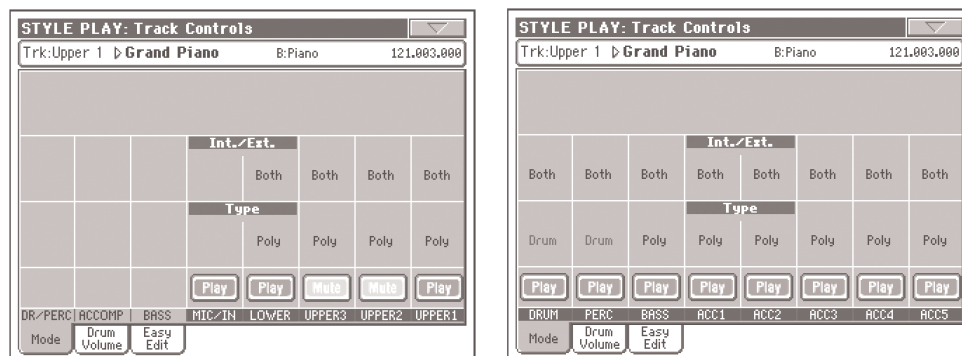 STYLE PLAY: Track Controls
Trk:Upper 1 ▷ Grand Piano B:Piano 121.003.000
Int./Ext.
Both Both Both Both
Type
Poly Poly Poly Poly
Play Play Mute Mute Play
DR/PERC ACCOMP BASS MIC/IN LOWER UPPER3 UPPER2 UPPER1
Mode Drum Volume Easy Edit
STYLE PLAY: Track Controls
Trk:Upper 1 ▷ Grand Piano B:Piano 121.003.000
Int./Ext.
Both Both Both Both Both Both Both Both
Type
Drum Drum Poly Poly Poly Poly Poly Poly
Play Play Play Play Play Play Play Play
DRUM PERC BASS ACC1 ACC2 ACC3 ACC4 ACC5
Mode Drum Volume Easy Edit